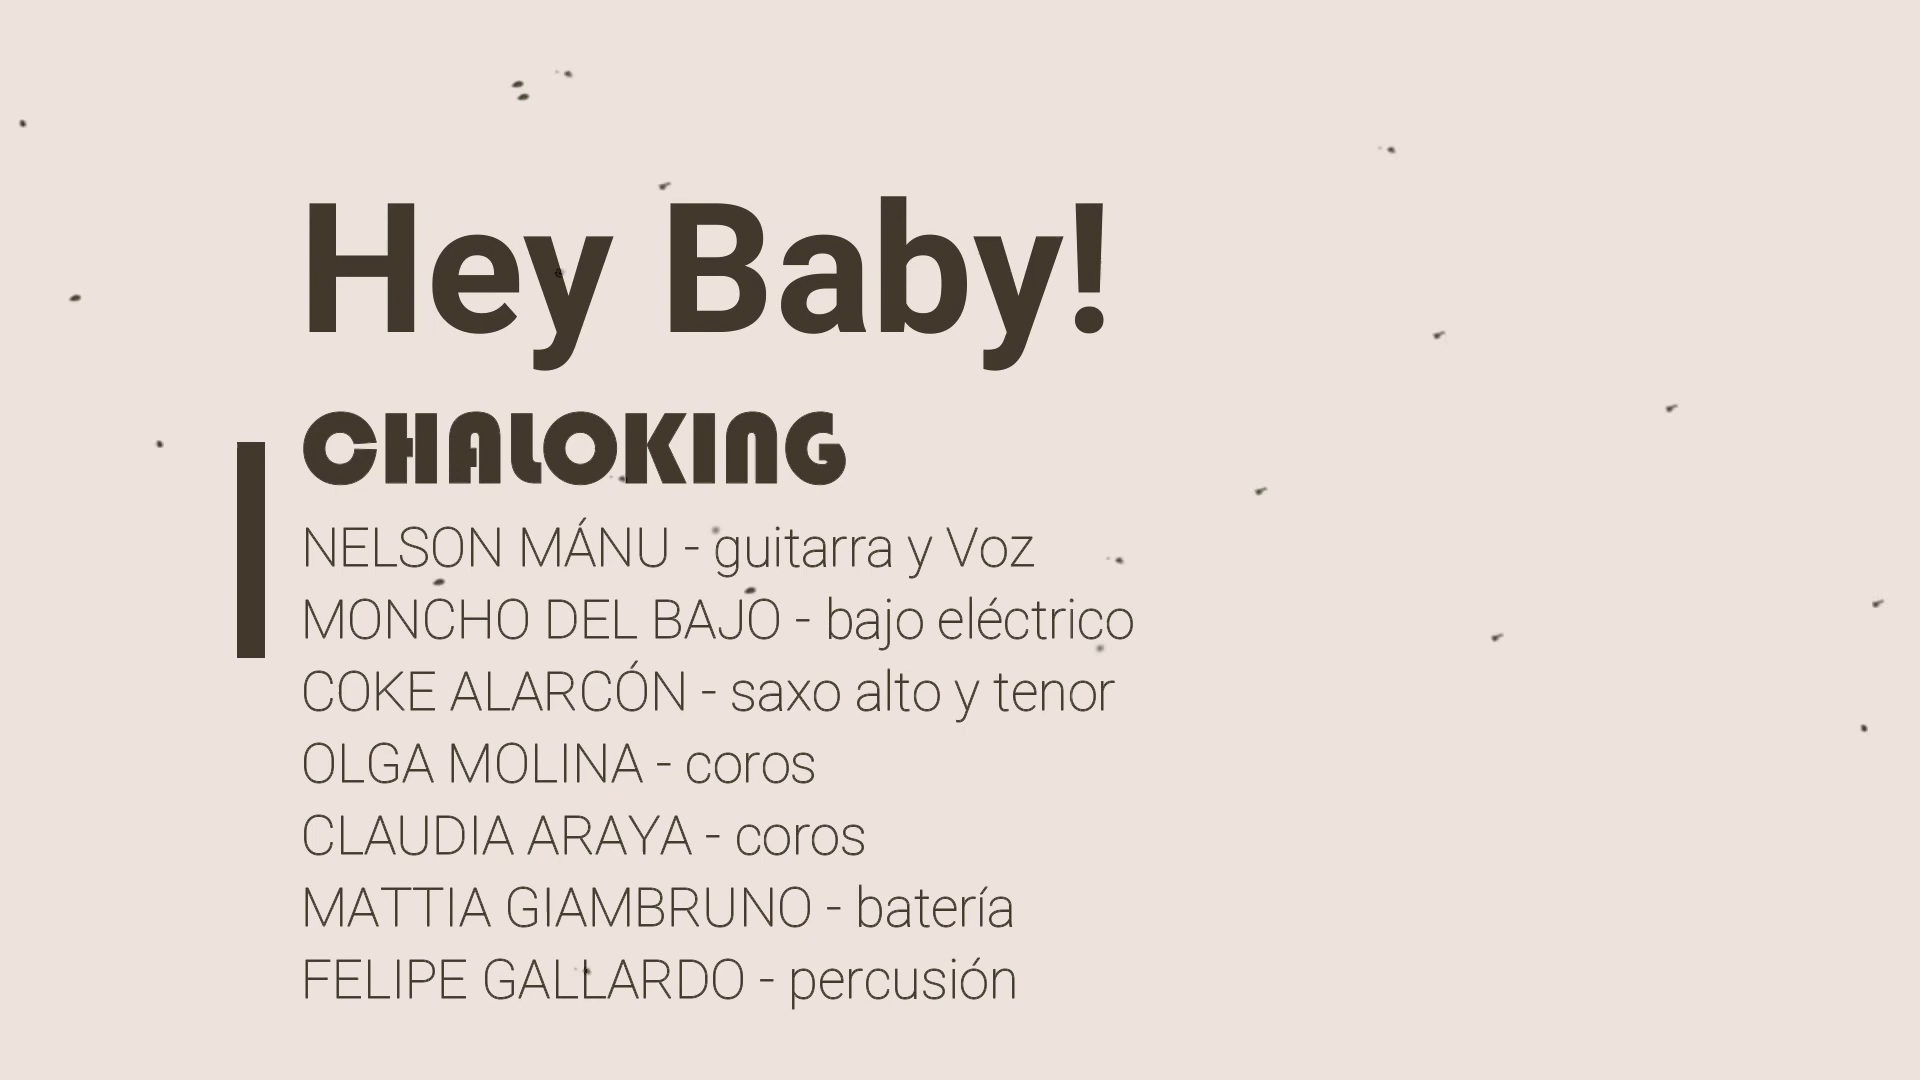 Hey Baby!
CHALOKING
NELSON MÁNU - guitarra y Voz
MONCHO DEL BAJO - bajo eléctrico
COKE ALARCÓN - saxo alto y tenor
OLGA MOLINA - coros
CLAUDIA ARAYA - coros
MATTIA GIAMBRUNO - batería
FELIPE GALLARDO - percusión